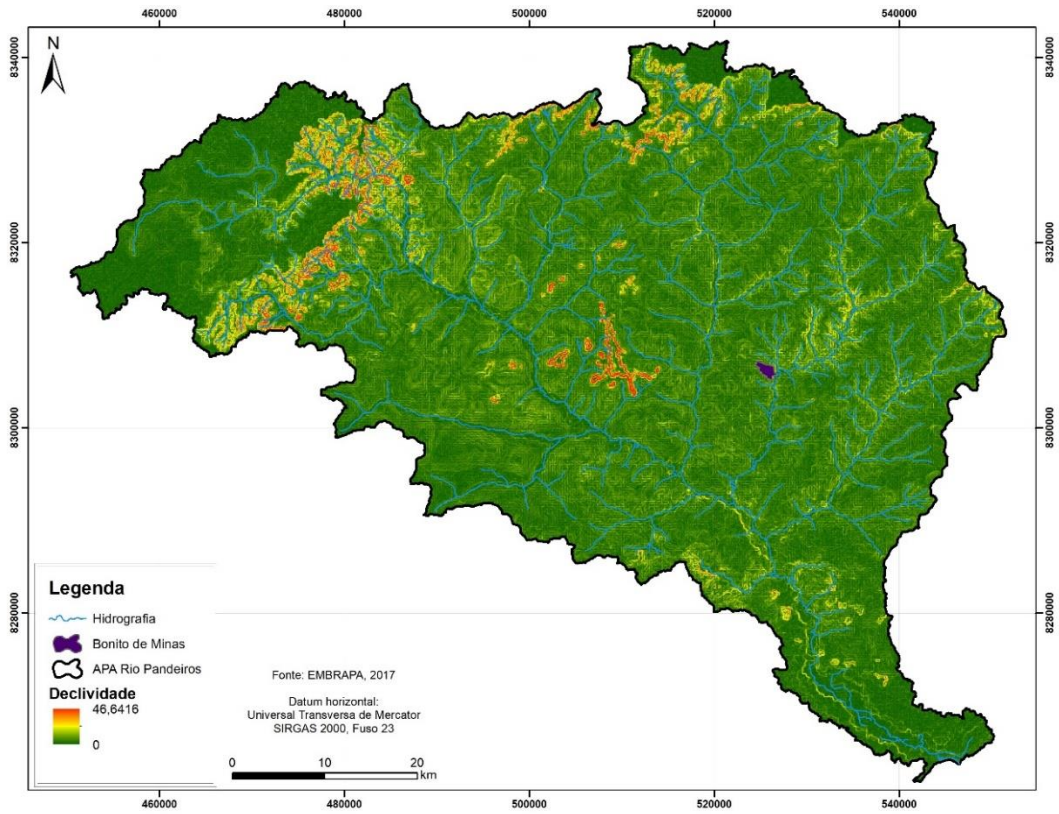 460000 480000 500000 520000 540000
N
8340000 8340000
8320000 8320000
8300000 8300000
8280000 8280000
Legenda
Hidrografia
Bonito de Minas
APA Rio Pandeiros
Declividade
46,6416
0
Fonte: EMBRAPA, 2017
Datum horizontal:
Universal Transversa de Mercator
SIRGAS 2000, Fuso 23
0 10 20
km
460000 480000 500000 520000 540000